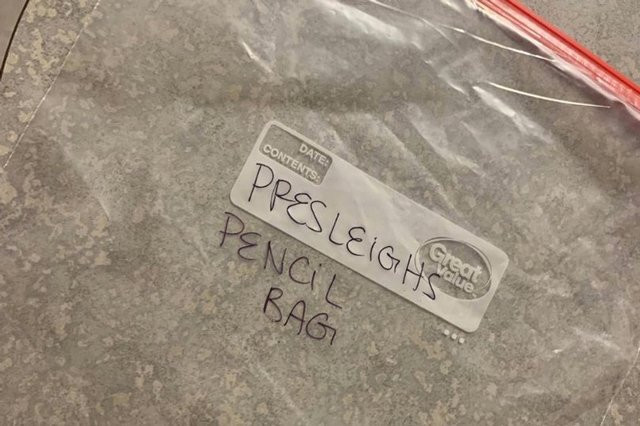 DATE:
CONTENTS:
PRESLEIGHS
Great
Value
PENCiL
BAG